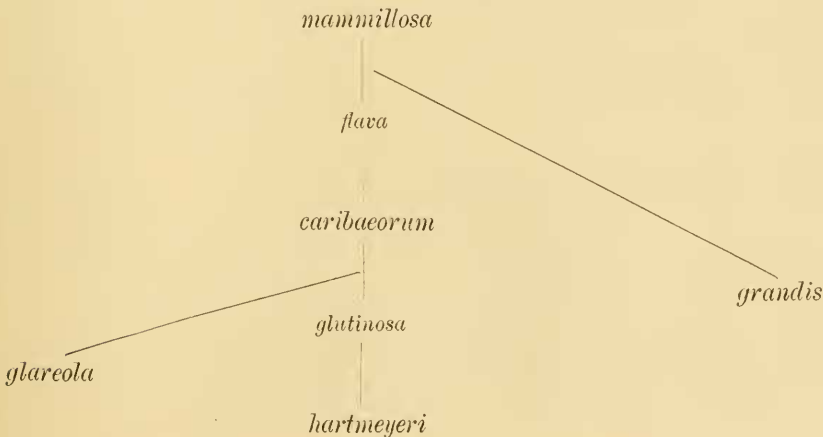 mammillosa
flava
caribaeorum
grandis
glutinosa
glareola
hartmeyeri